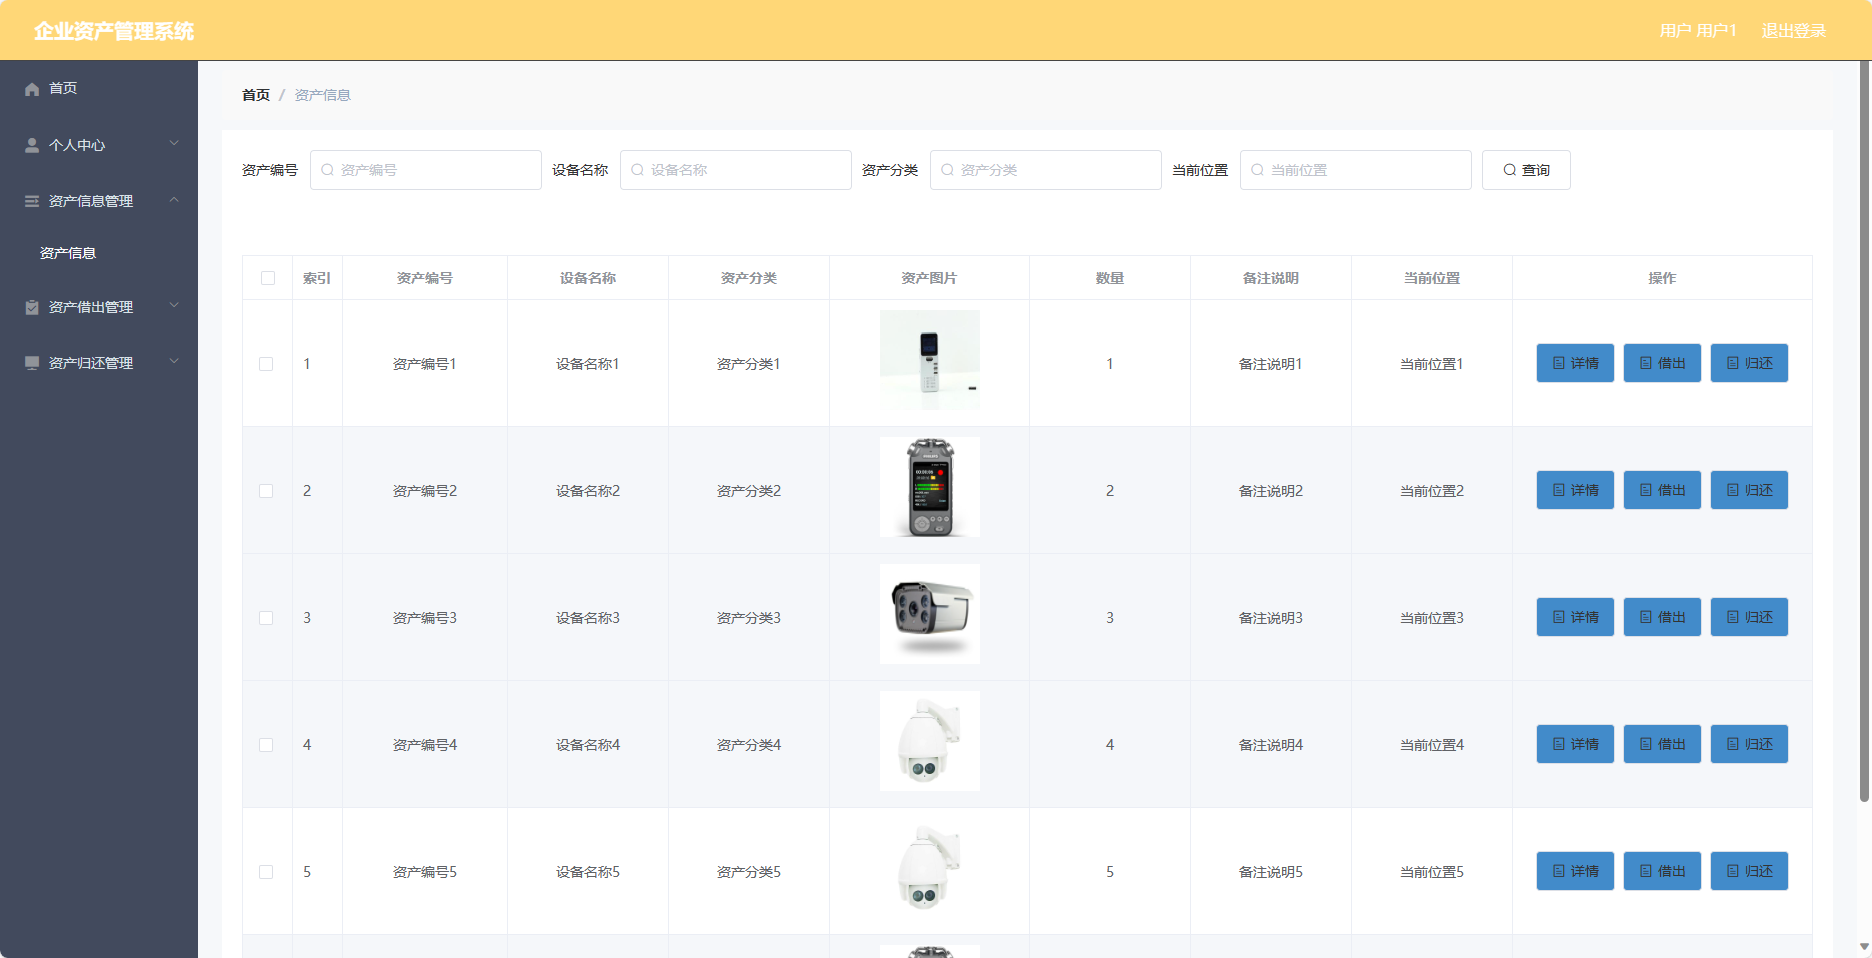 企业资产管理系统
用户 用户1 退出登录
首页
个人中心
资产信息管理
资产信息
资产借出管理
资产归还管理
首页 / 资产信息
资产编号 资产编号 设备名称 设备名称 资产分类 资产分类 当前位置 当前位置 查询
索引 资产编号 设备名称 资产分类 资产图片 数量 备注说明 当前位置 操作
1 资产编号1 设备名称1 资产分类1 1 备注说明1 当前位置1 详情 借出 归还
2 资产编号2 设备名称2 资产分类2 2 备注说明2 当前位置2 详情 借出 归还
3 资产编号3 设备名称3 资产分类3 3 备注说明3 当前位置3 详情 借出 归还
4 资产编号4 设备名称4 资产分类4 4 备注说明4 当前位置4 详情 借出 归还
5 资产编号5 设备名称5 资产分类5 5 备注说明5 当前位置5 详情 借出 归还